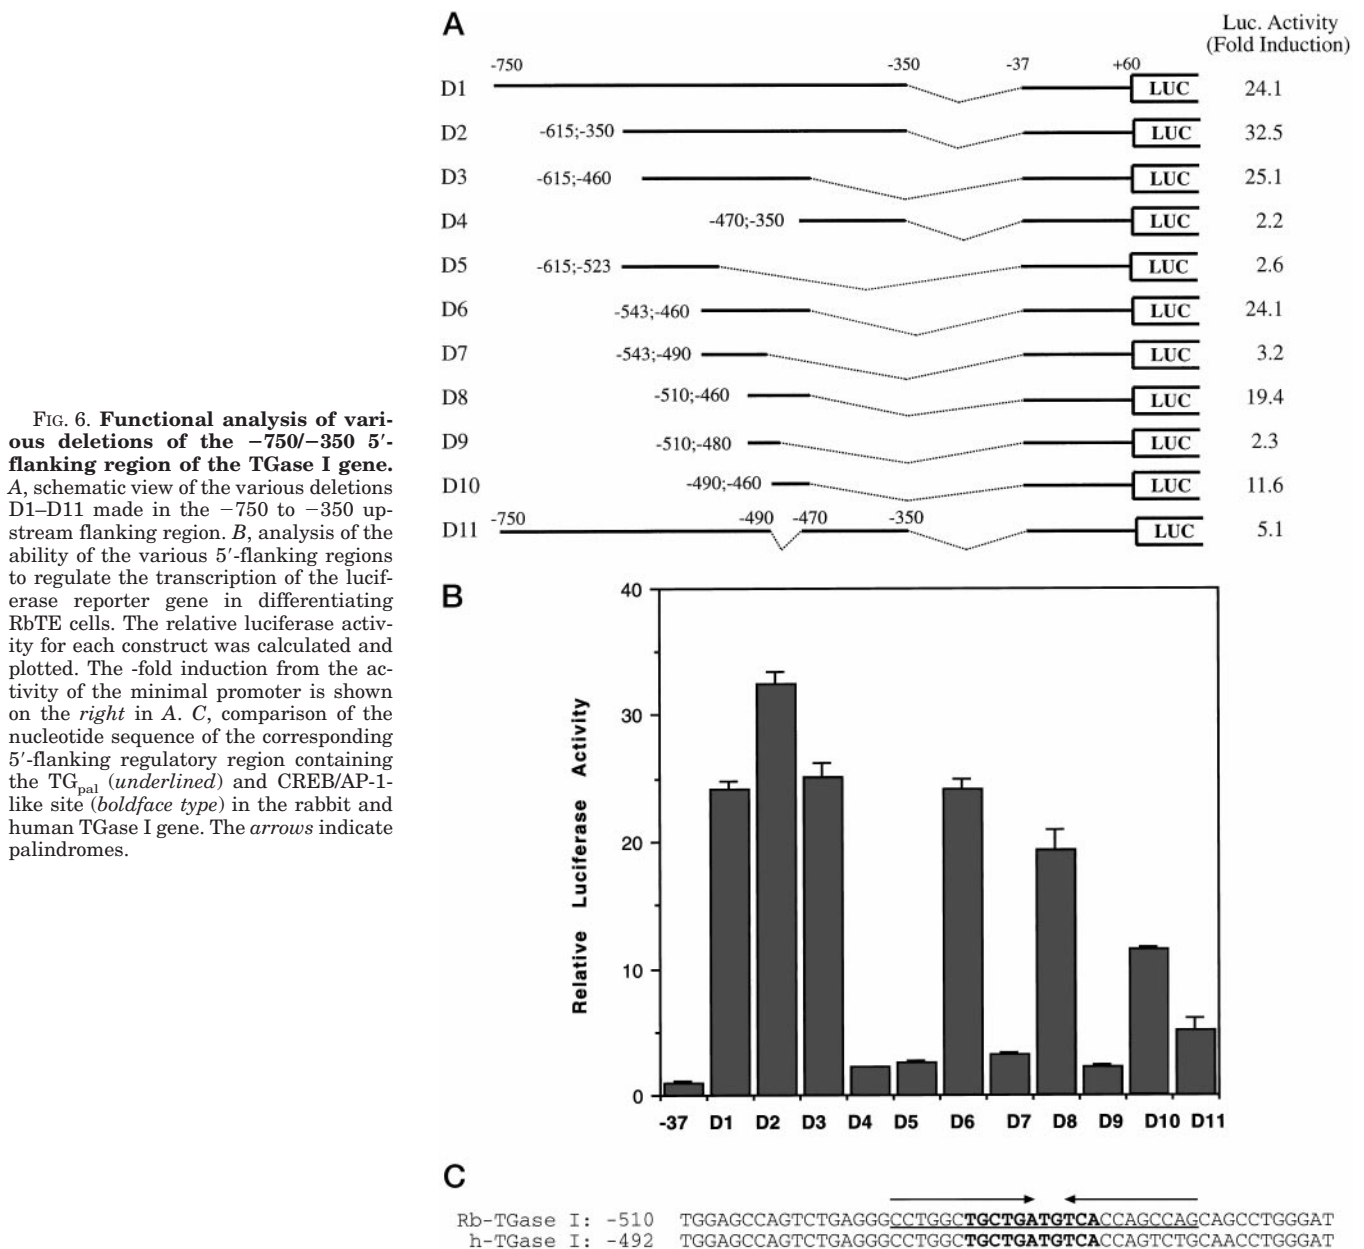 FIG. 6. Functional analysis of vari-
ous deletions of the −750/−350 5′-
flanking region of the TGase I gene.
A, schematic view of the various deletions
D1–D11 made in the −750 to −350 up-
stream flanking region. B, analysis of the
ability of the various 5′-flanking regions
to regulate the transcription of the lucif-
erase reporter gene in differentiating
RbTE cells. The relative luciferase activ-
ity for each construct was calculated and
plotted. The -fold induction from the ac-
tivity of the minimal promoter is shown
on the right in A. C, comparison of the
nucleotide sequence of the corresponding
5′-flanking regulatory region containing
the TGpal (underlined) and CREB/AP-1-
like site (boldface type) in the rabbit and
human TGase I gene. The arrows indicate
palindromes.
A
Luc. Activity
(Fold Induction)
-750 -350 -37 +60
D1 LUC 24.1
D2 -615;-350 LUC 32.5
D3 -615;-460 LUC 25.1
D4 -470;-350 LUC 2.2
D5 -615;-523 LUC 2.6
D6 -543;-460 LUC 24.1
D7 -543;-490 LUC 3.2
D8 -510;-460 LUC 19.4
D9 -510;-480 LUC 2.3
D10 -490;-460 LUC 11.6
-750 -490 -470 -350
D11 LUC 5.1
B
Relative Luciferase Activity
40
30
20
10
0
-37 D1 D2 D3 D4 D5 D6 D7 D8 D9 D10 D11
C
Rb-TGase I: -510 TGGAGCCAGTCTGAGGGCCTGGCTGCTGATGTCACCAGCCAGCAGCCTGGGAT
h-TGase I: -492 TGGAGCCAGTCTGAGGGCCTGGCTGCTGATGTCACCAGTCTGCAACCTGGGAT